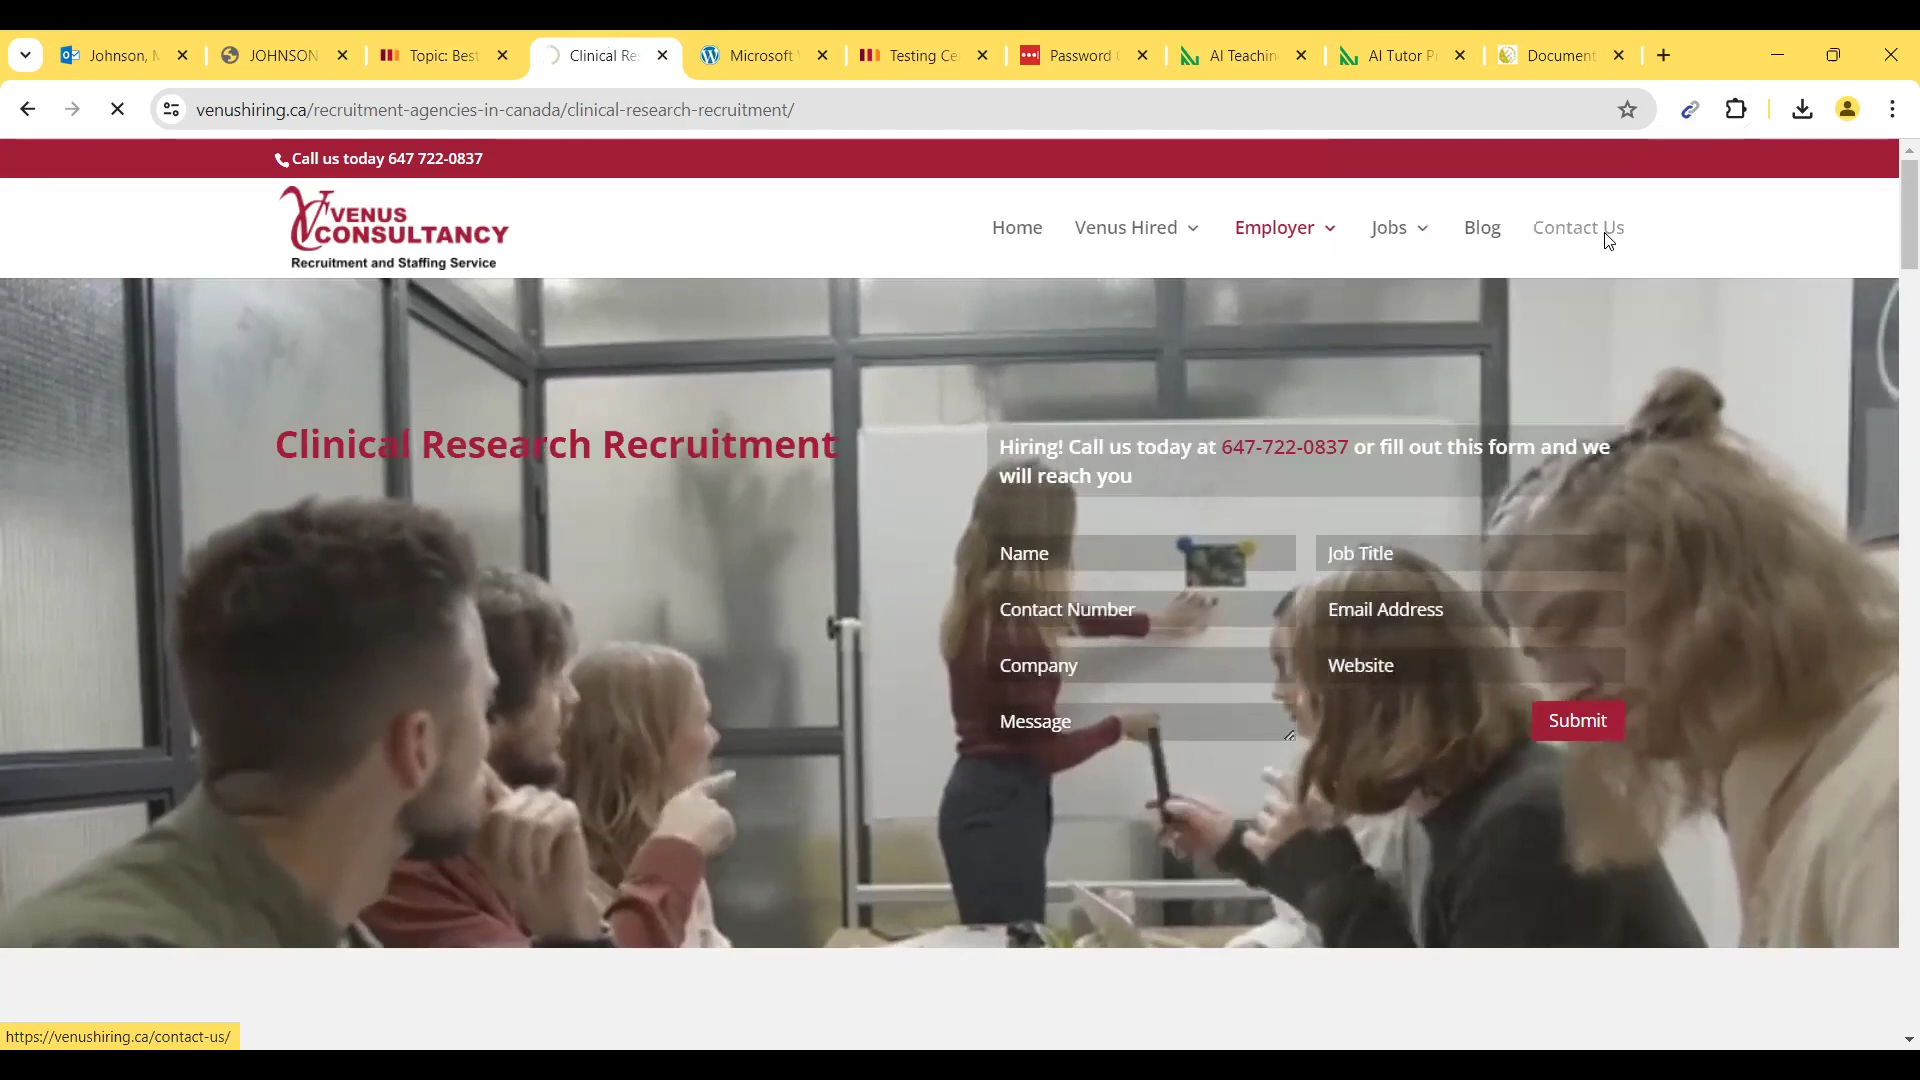 Johnson, M
JOHNSON
Topic: Best
Clinical Re
Microsoft
Testing Ce
Password
AI Teachin
AI Tutor P
Document
venushiring.ca/recruitment-agencies-in-canada/clinical-research-recruitment/
Call us today 647 722-0837
VENUS
CONSULTANCY
Recruitment and Staffing Service
Home
Venus Hired
Employer
Jobs
Blog
Contact Us
Clinical Research Recruitment
Hiring! Call us today at 647-722-0837 or fill out this form and we
will reach you
Name
Job Title
Contact Number
Email Address
Company
Website
Message
Submit
https://venushiring.ca/contact-us/